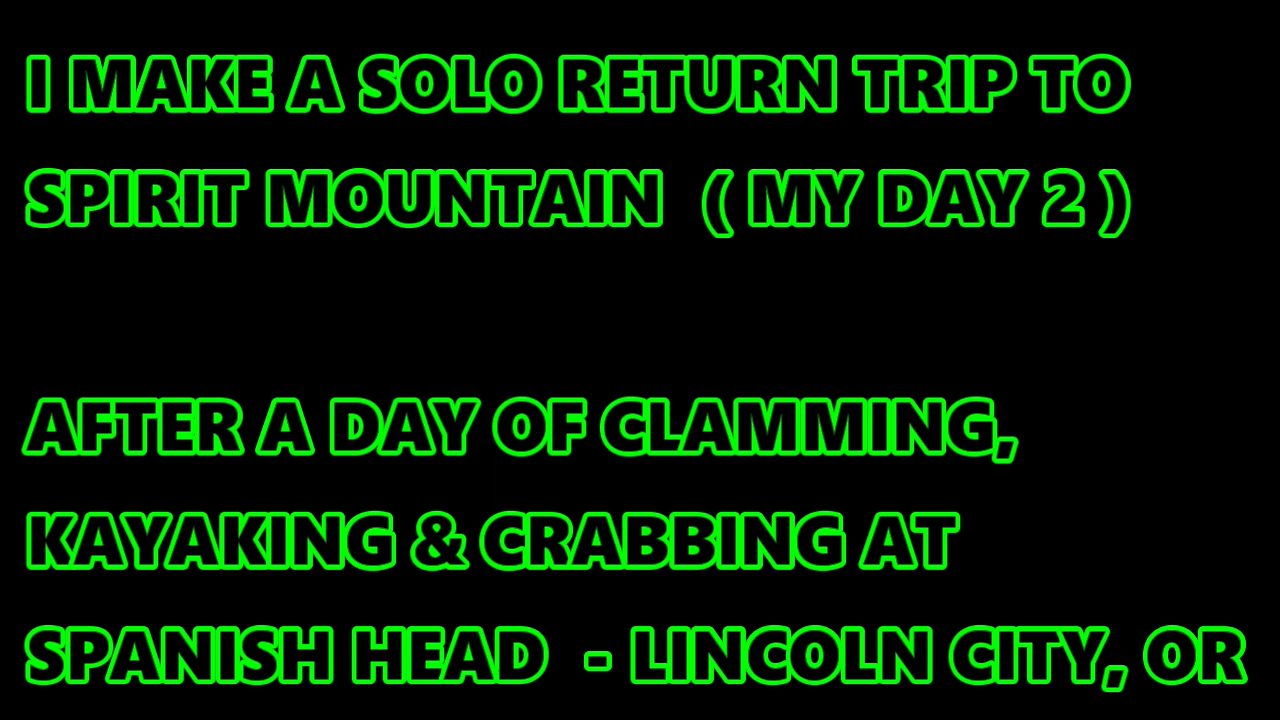 I MAKE A SOLO RETURN TRIP TO
SPIRIT MOUNTAIN ( MY DAY 2 )
AFTER A DAY OF CLAMMING,
KAYAKING & CRABBING AT
SPANISH HEAD - LINCOLN CITY, OR